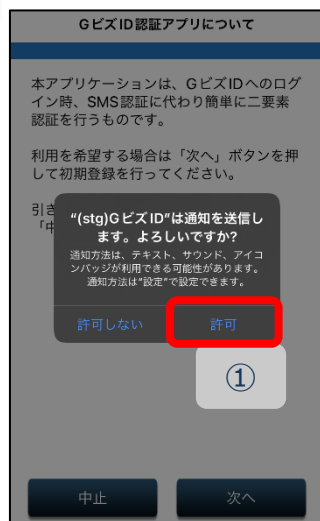 GビズID認証アプリについて
本アプリケーションは、GビズIDへのログ
イン時、SMS認証に代わり簡単に二要素
認証を行うものです。
利用を希望する場合は「次へ」ボタンを押
して初期登録を行ってください。
引き
「中
“(stg)GビズID”は通知を送信し
ます。よろしいですか?
通知方法は、テキスト、サウンド、アイコ
ンバッジが利用できる可能性があります。
通知方法は“設定”で設定できます。
許可しない 許可
①
中止 次へ